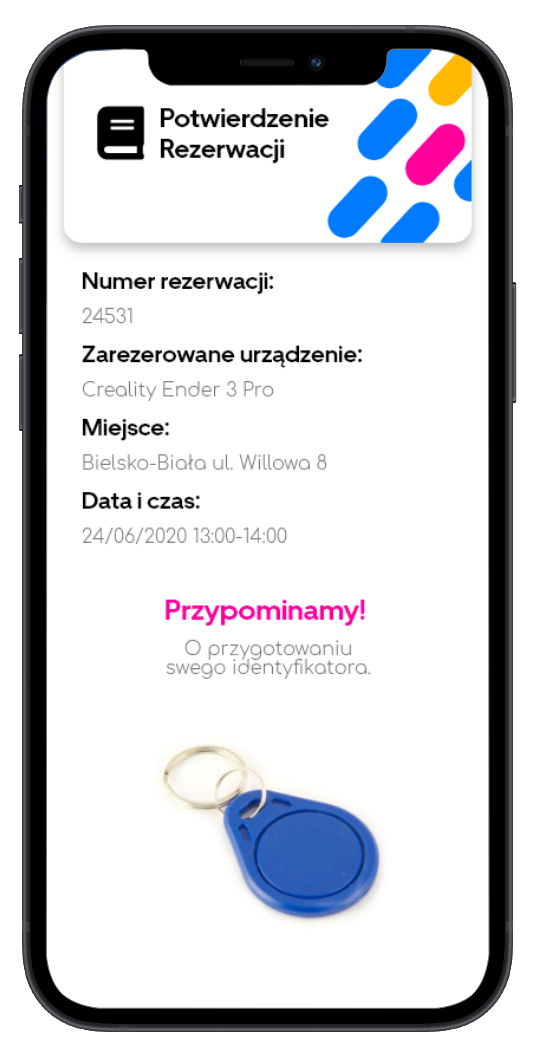 Potwierdzenie
Rezerwacji
Numer rezerwacji:
24531
Zarezerowane urządzenie:
Creality Ender 3 Pro
Miejsce:
Bielsko-Biała ul. Willowa 8
Data i czas:
24/06/2020 13:00-14:00
Przypominamy!
O przygotowaniu
swego identyfikatora.